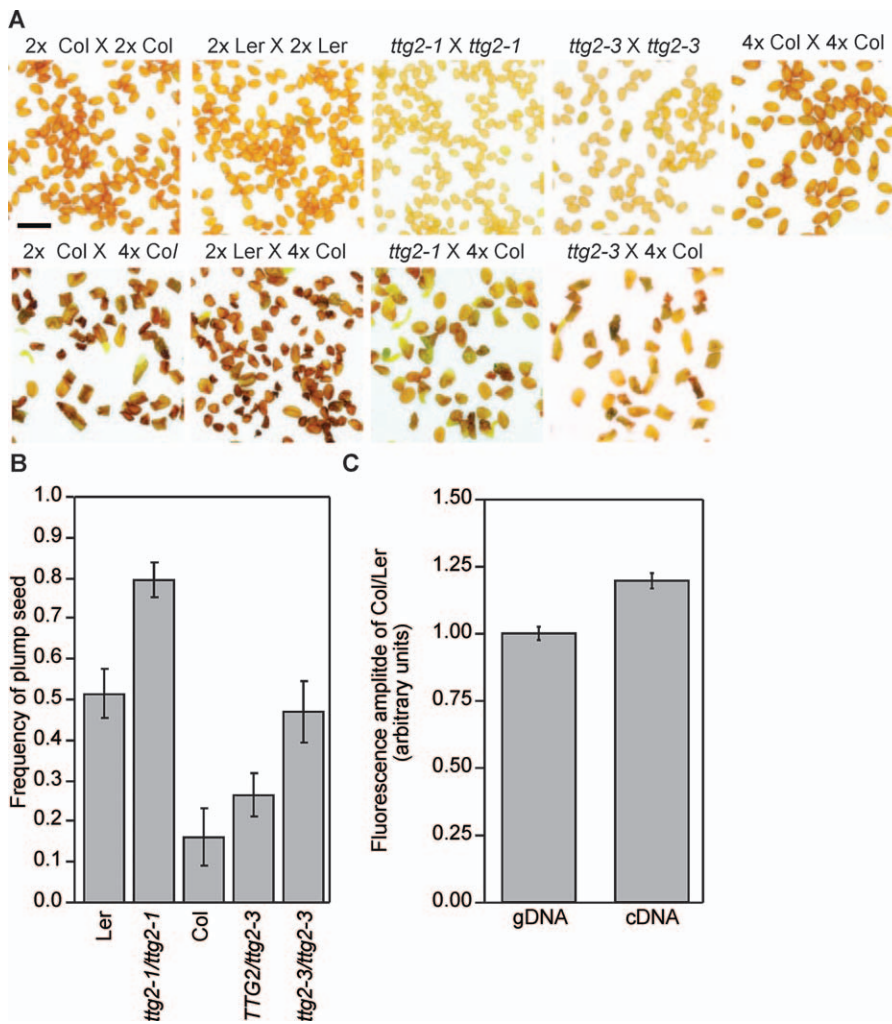 A
2x Col X 2x Col
2x Ler X 2x Ler
ttg2-1 X ttg2-1
ttg2-3 X ttg2-3
4x Col X 4x Col
2x Col X 4x Col
2x Ler X 4x Col
ttg2-1 X 4x Col
ttg2-3 X 4x Col
B
Frequency of plump seed
1.0
0.9
0.8
0.7
0.6
0.5
0.4
0.3
0.2
0.1
0.0
Ler
ttg2-1/ttg2-1
Col
TTG2/ttg2-3
ttg2-3/ttg2-3
C
Fluorescence amplitde of Col/Ler
(arbitrary units)
1.50
1.25
1.00
0.75
0.50
0.25
0.00
gDNA
cDNA